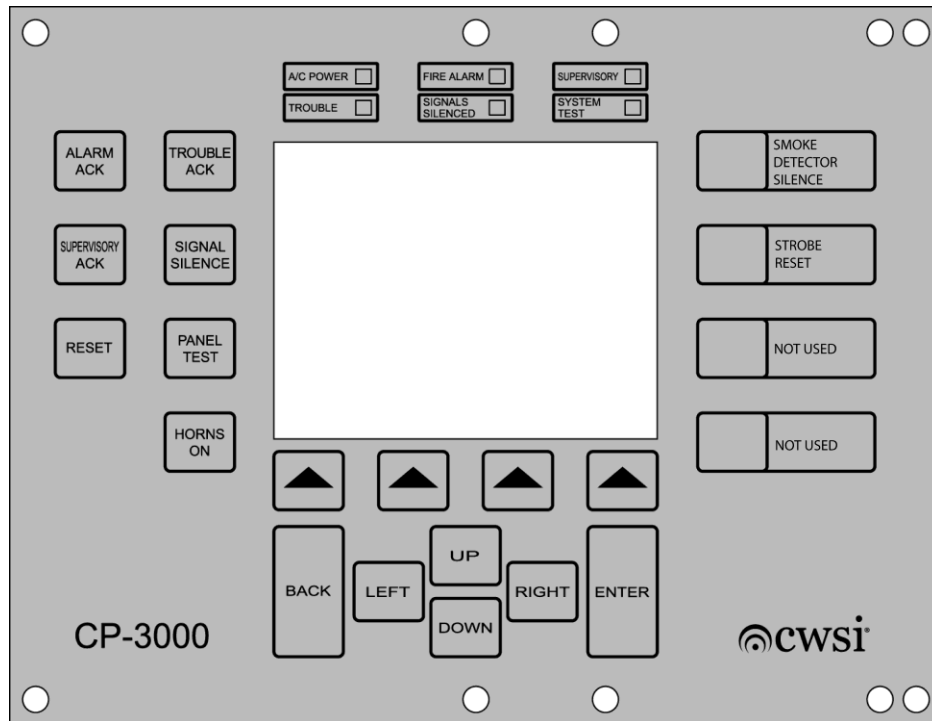 A/C POWER
FIRE ALARM
SUPERVISORY
TROUBLE
SIGNALS
SILENCED
SYSTEM
TEST
ALARM
ACK
TROUBLE
ACK
SMOKE
DETECTOR
SILENCE
SUPERVISORY
ACK
SIGNAL
SILENCE
STROBE
RESET
RESET
PANEL
TEST
NOT USED
HORNS
ON
NOT USED
BACK
LEFT
UP
DOWN
RIGHT
ENTER
CP-3000
cwsi